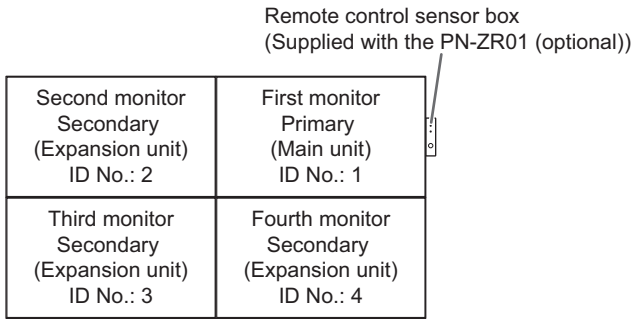 Remote control sensor box
(Supplied with the PN-ZR01 (optional))
Second monitor
Secondary
(Expansion unit)
ID No.: 2
First monitor
Primary
(Main unit)
ID No.: 1
Third monitor
Secondary
(Expansion unit)
ID No.: 3
Fourth monitor
Secondary
(Expansion unit)
ID No.: 4